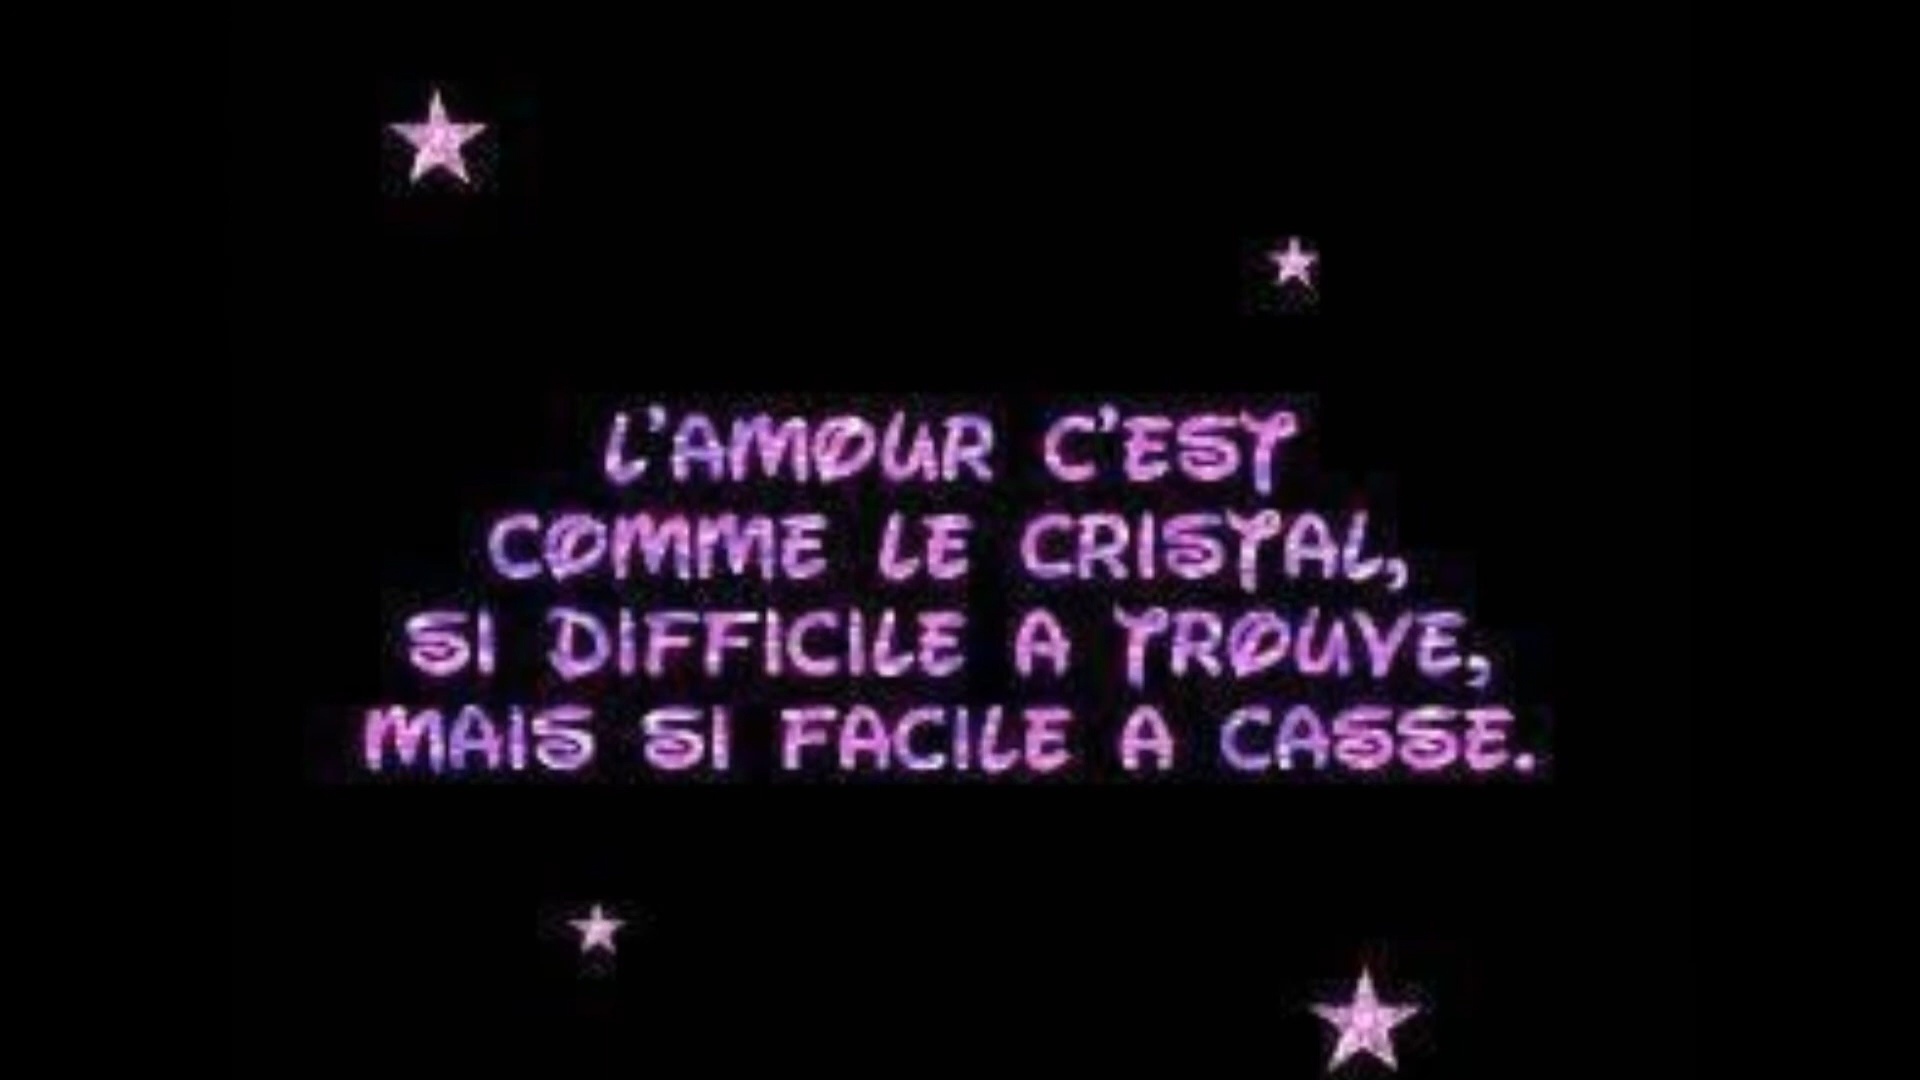 L'AMOUR C'EST
COMME LE CRISTAL,
SI DIFFICILE A TROUVE,
MAIS SI FACILE A CASSE.